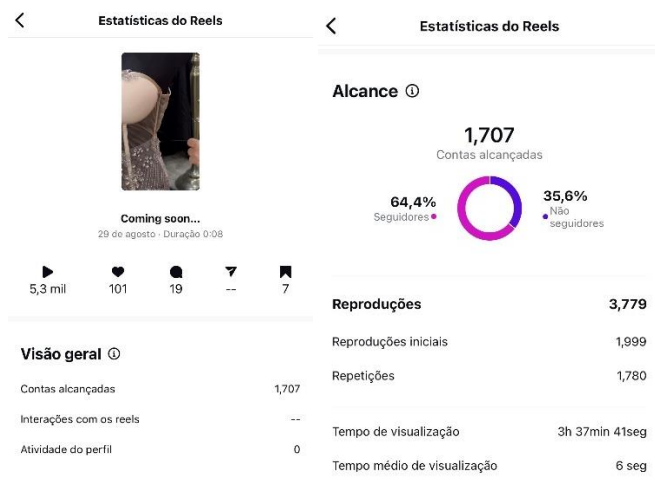 Estatísticas do Reels
Coming soon...
29 de agosto · Duração 0:08
5,3 mil 101 19 -- 7
Visão geral
Contas alcançadas 1,707
Interações com os reels --
Atividade do perfil 0
Estatísticas do Reels
Alcance
1,707
Contas alcançadas
64,4%
Seguidores
35,6%
Não
seguidores
Reproduções 3,779
Reproduções iniciais 1,999
Repetições 1,780
Tempo de visualização 3h 37min 41seg
Tempo médio de visualização 6 seg